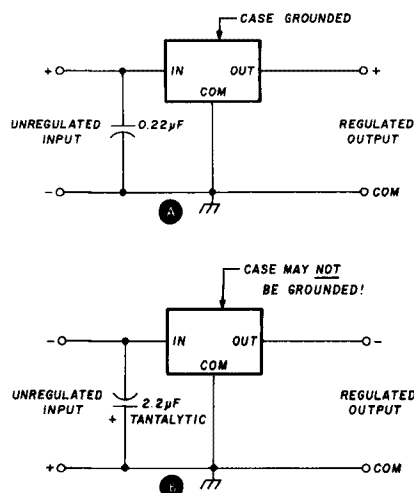 CASE GROUNDED
+ IN OUT +
COM
UNREGULATED
INPUT
0.22µF
REGULATED
OUTPUT
- COM
A
CASE MAY NOT
BE GROUNDED!
- IN OUT -
COM
UNREGULATED
INPUT
2.2µF
+ TANTALYTIC
REGULATED
OUTPUT
+ COM
B